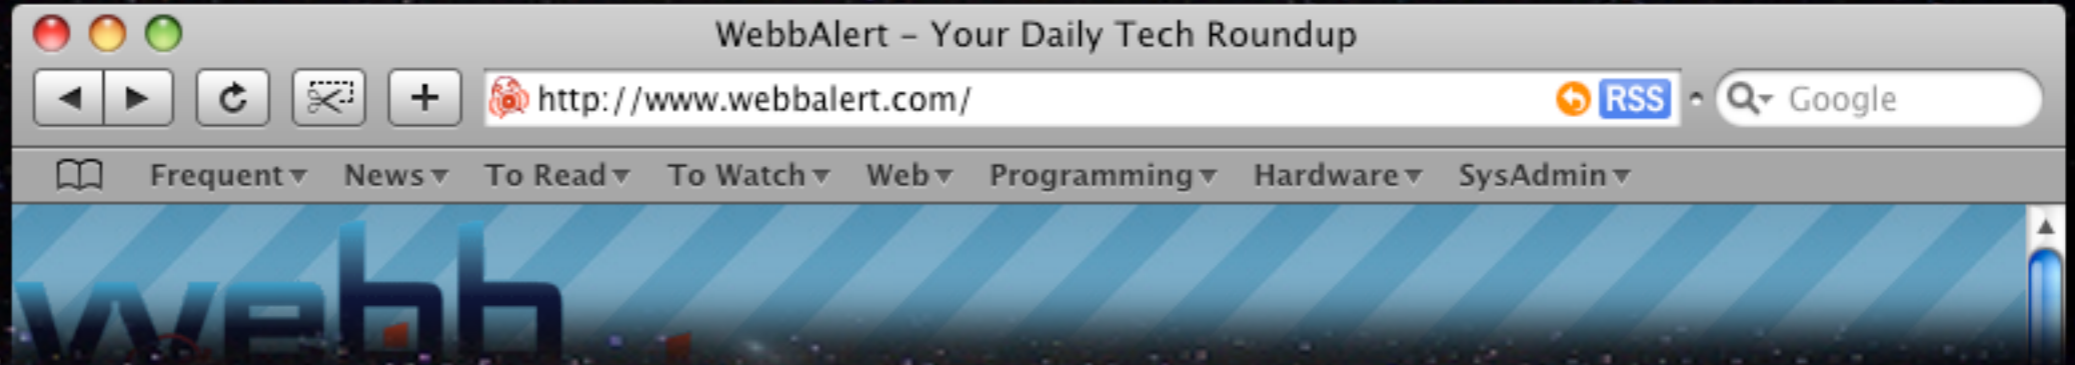 WebbAlert – Your Daily Tech Roundup
http://www.webbalert.com/ RSS Google
Frequent News To Read To Watch Web Programming Hardware SysAdmin
webb